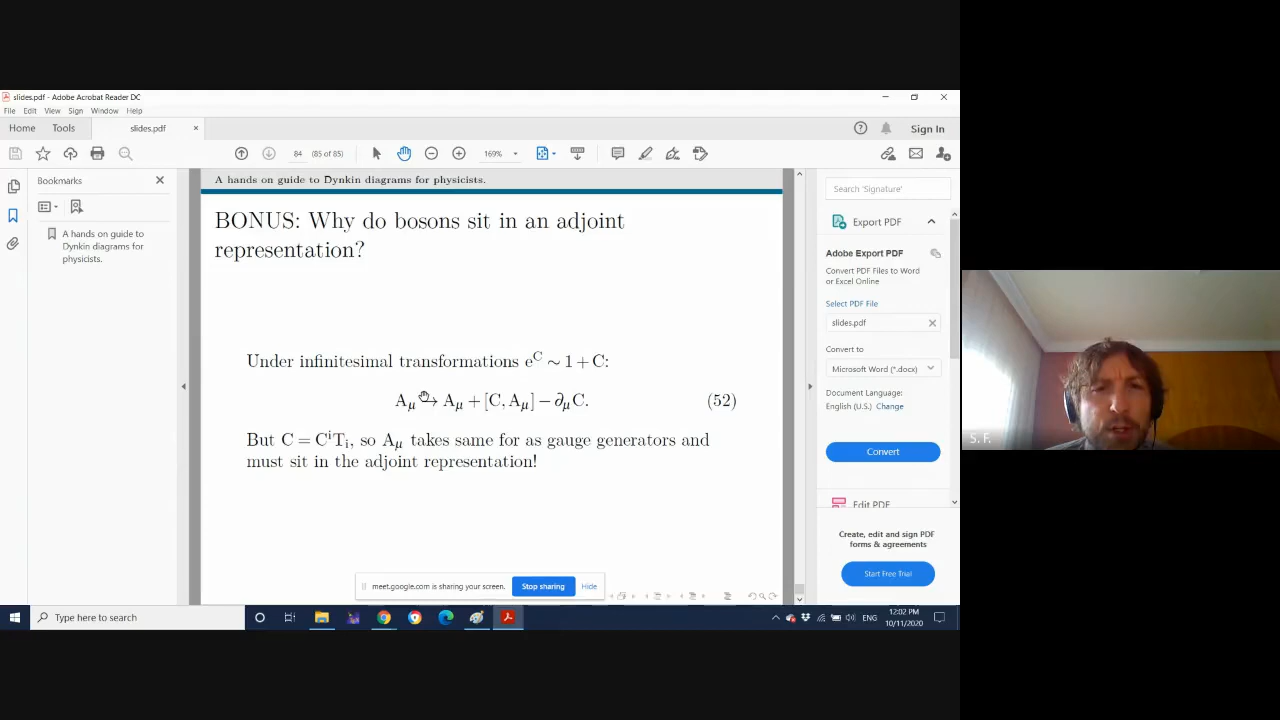 slides.pdf - Adobe Acrobat Reader DC
File Edit View Sign Window Help
Home Tools slides.pdf × Sign In
84 (85 of 85) 169%
Bookmarks
A hands on guide to
Dynkin diagrams for
physicists.
A hands on guide to Dynkin diagrams for physicists.
BONUS: Why do bosons sit in an adjoint
representation?
Under infinitesimal transformations e^C ∼ 1 + C:
A_μ ↪ A_μ + [C, A_μ] − ∂_μC. (52)
But C = C^iT_i, so A_μ takes same for as gauge generators and
must sit in the adjoint representation!
meet.google.com is sharing your screen. Stop sharing Hide
Search 'Signature'
Export PDF
Adobe Export PDF
Convert PDF Files to Word
or Excel Online
Select PDF File
slides.pdf
Convert to
Microsoft Word (*.docx)
Document Language:
English (U.S.) Change
Convert
Edit PDF
Create, edit and sign PDF
forms & agreements
Start Free Trial
S. F.
Type here to search
ENG
12:02 PM
10/11/2020